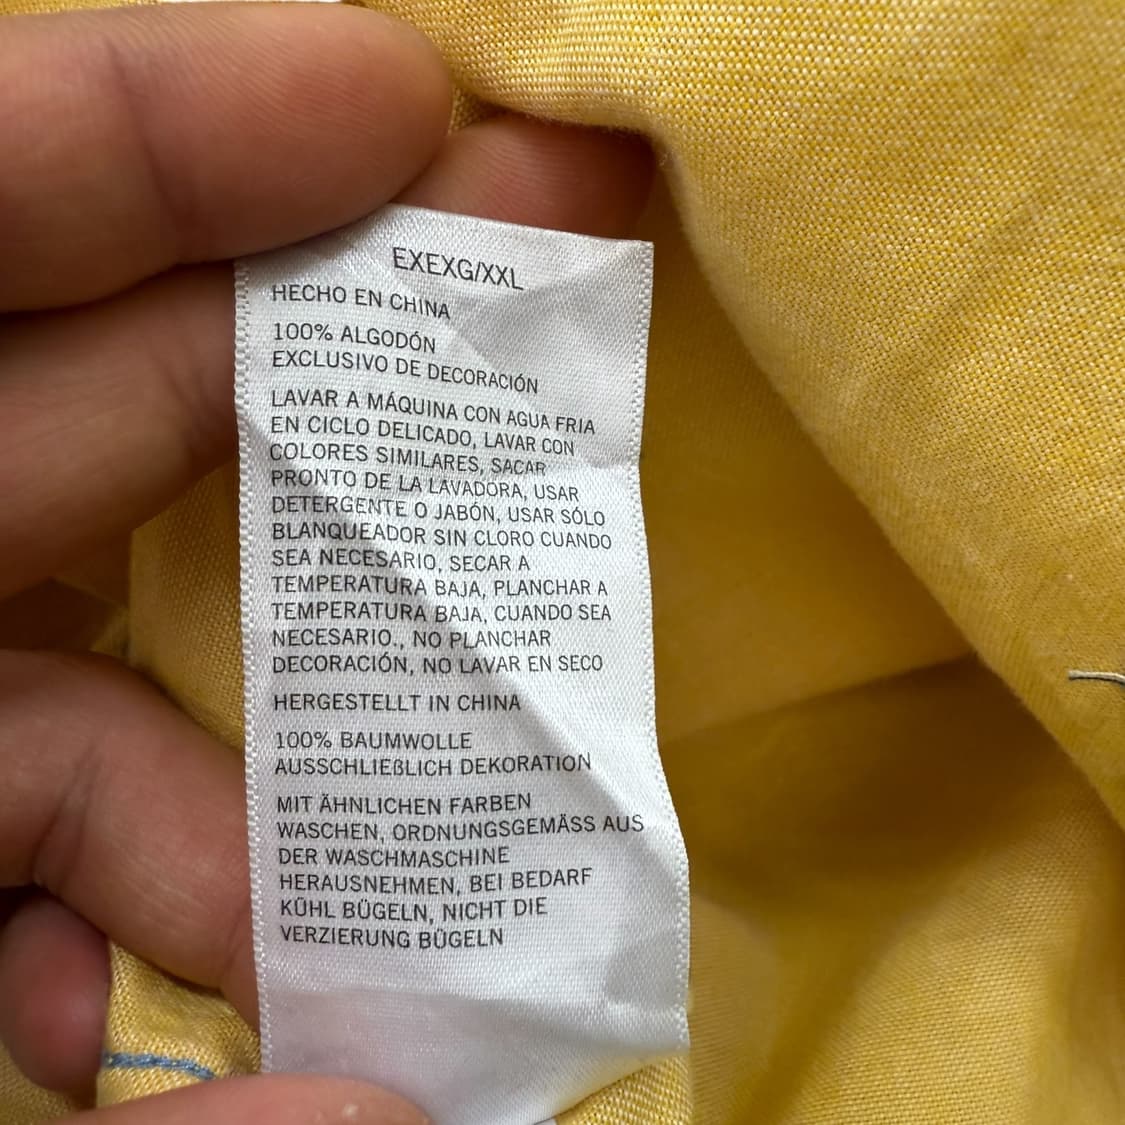 EXEXG/XXL
HECHO EN CHINA
100% ALGODÓN
EXCLUSIVO DE DECORACIÓN
LAVAR A MÁQUINA CON AGUA FRIA
EN CICLO DELICADO, LAVAR CON
COLORES SIMILARES, SACAR
PRONTO DE LA LAVADORA, USAR
DETERGENTE O JABÓN, USAR SÓLO
BLANQUEADOR SIN CLORO CUANDO
SEA NECESARIO, SECAR A
TEMPERATURA BAJA, PLANCHAR A
TEMPERATURA BAJA, CUANDO SEA
NECESARIO., NO PLANCHAR
DECORACIÓN, NO LAVAR EN SECO
HERGESTELLT IN CHINA
100% BAUMWOLLE
AUSSCHLIEßLICH DEKORATION
MIT ÄHNLICHEN FARBEN
WASCHEN, ORDNUNGSGEMÄSS AUS
DER WASCHMASCHINE
HERAUSNEHMEN, BEI BEDARF
KÜHL BÜGELN, NICHT DIE
VERZIERUNG BÜGELN